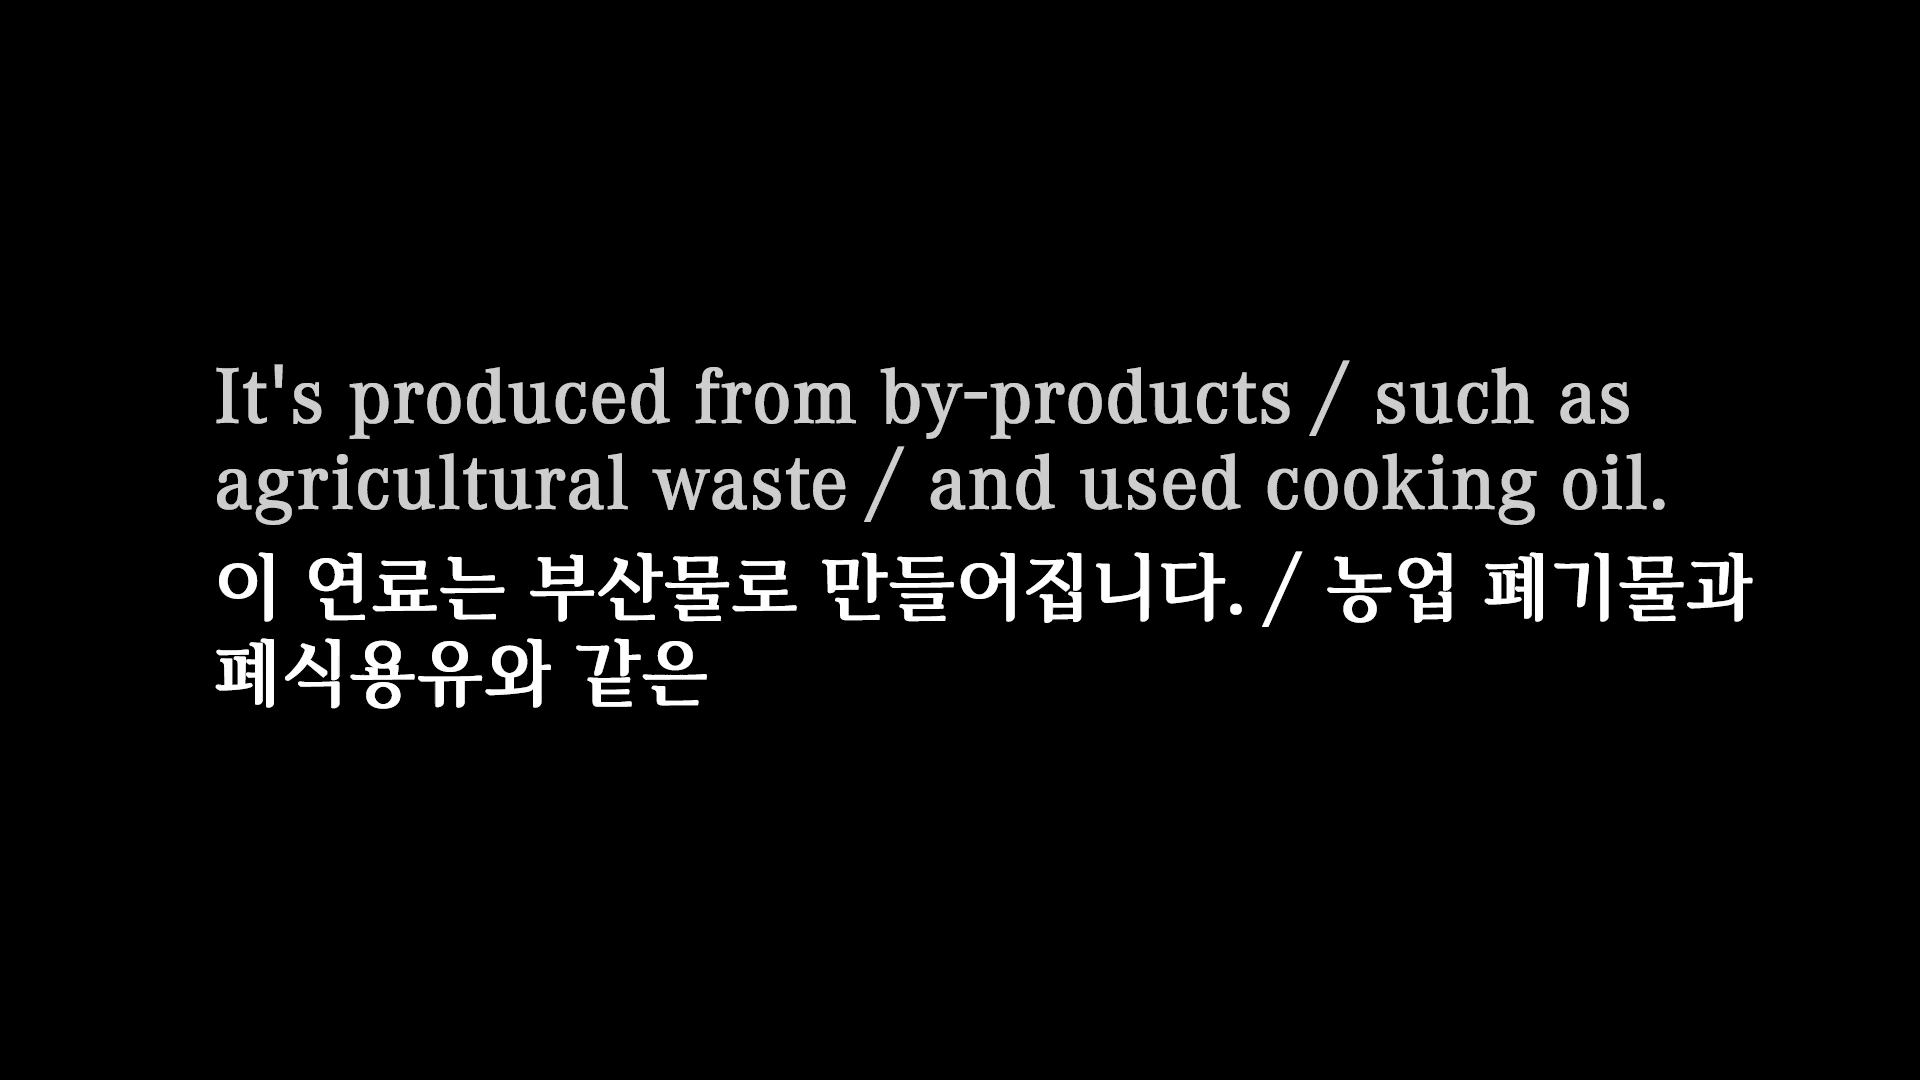 It's produced from by-products / such as
agricultural waste / and used cooking oil.
이 연료는 부산물로 만들어집니다. / 농업 폐기물과
폐식용유와 같은